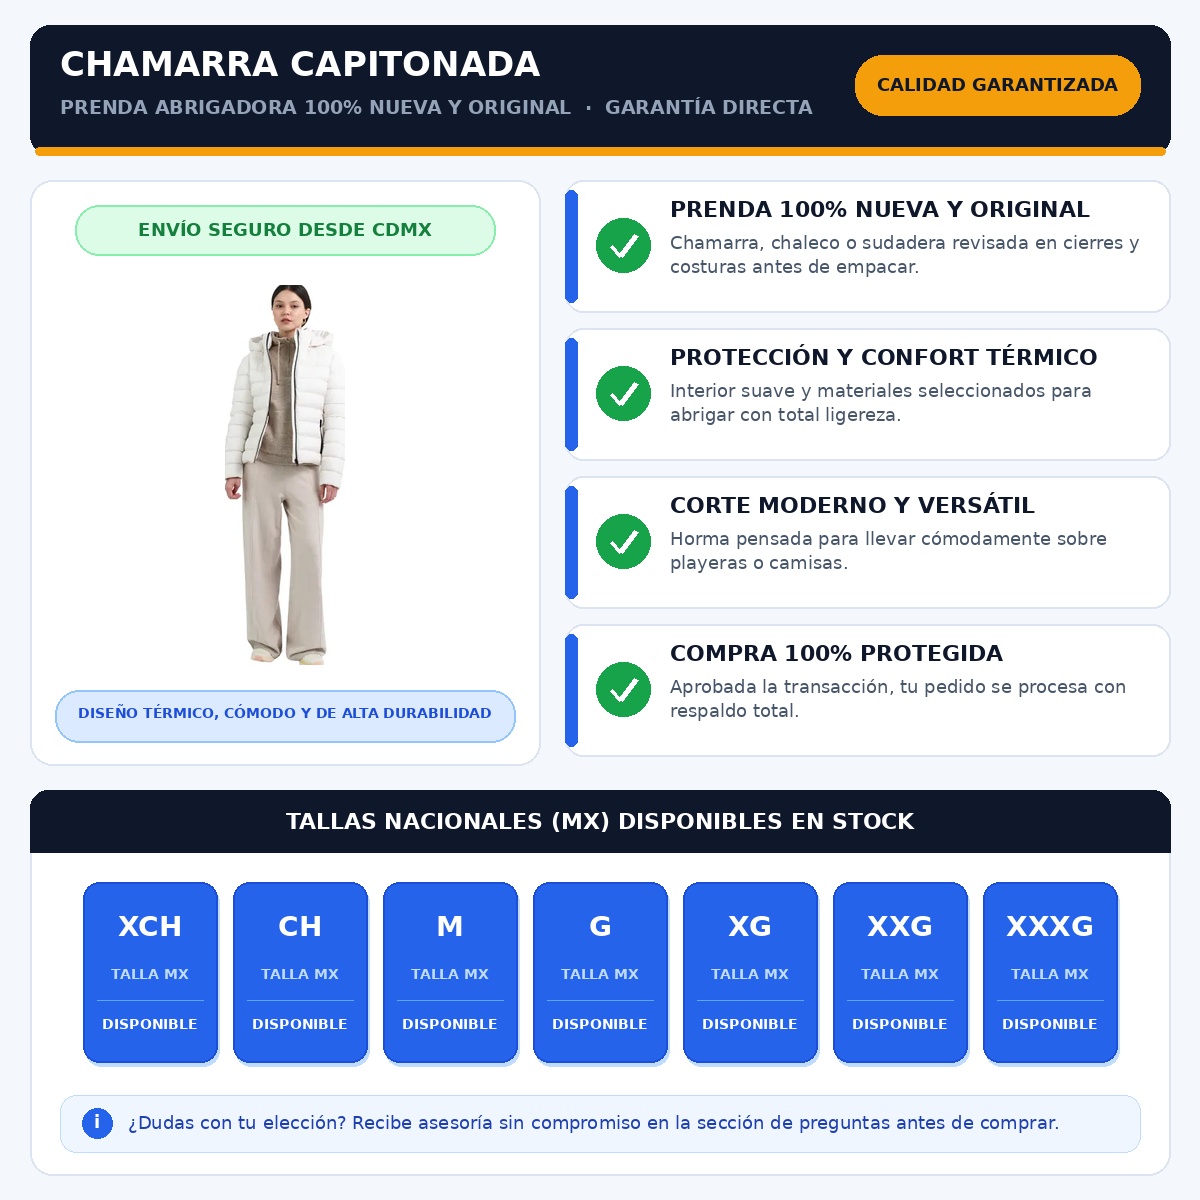 CHAMARRA CAPITONADA
PRENDA ABRIGADORA 100% NUEVA Y ORIGINAL · GARANTÍA DIRECTA
CALIDAD GARANTIZADA
ENVÍO SEGURO DESDE CDMX
DISEÑO TÉRMICO, CÓMODO Y DE ALTA DURABILIDAD
PRENDA 100% NUEVA Y ORIGINAL
Chamarra, chaleco o sudadera revisada en cierres y
costuras antes de empacar.
PROTECCIÓN Y CONFORT TÉRMICO
Interior suave y materiales seleccionados para
abrigar con total ligereza.
CORTE MODERNO Y VERSÁTIL
Horma pensada para llevar cómodamente sobre
playeras o camisas.
COMPRA 100% PROTEGIDA
Aprobada la transacción, tu pedido se procesa con
respaldo total.
TALLAS NACIONALES (MX) DISPONIBLES EN STOCK
XCH
TALLA MX
DISPONIBLE
CH
TALLA MX
DISPONIBLE
M
TALLA MX
DISPONIBLE
G
TALLA MX
DISPONIBLE
XG
TALLA MX
DISPONIBLE
XXG
TALLA MX
DISPONIBLE
XXXG
TALLA MX
DISPONIBLE
i ¿Dudas con tu elección? Recibe asesoría sin compromiso en la sección de preguntas antes de comprar.